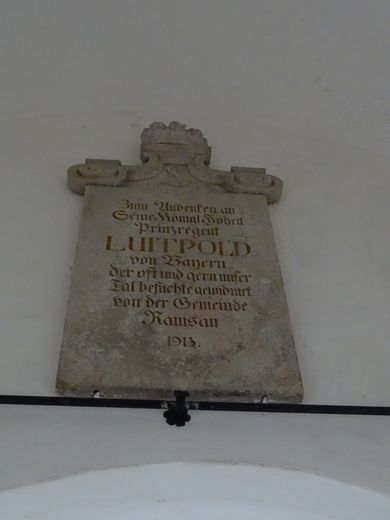 Zum Andenken an
Seine Königl. Hoheit
Prinzregent
LUITPOLD
von Bayern
der oft und gern unser
Tal besuchte gewidmet
von der Gemeinde
Ramsau
1913.